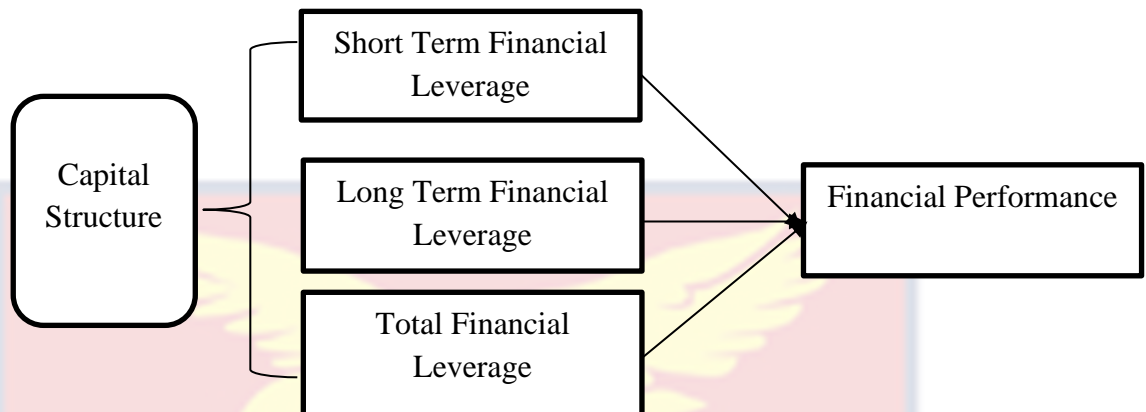 Short Term Financial
Leverage
Capital
Structure
Long Term Financial
Leverage
Financial Performance
Total Financial
Leverage